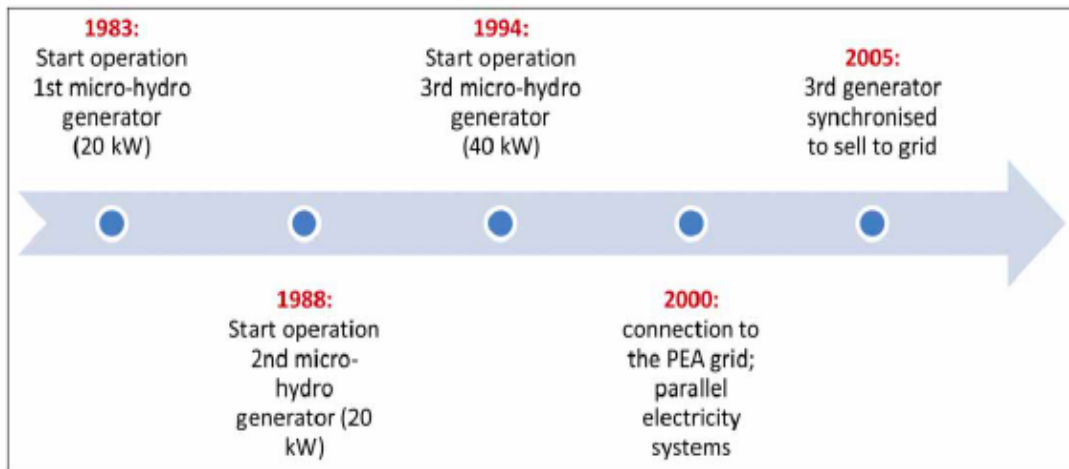 1983:
Start operation
1st micro-hydro
generator
(20 kW)
1988:
Start operation
2nd micro-
hydro
generator (20
kW)
1994:
Start operation
3rd micro-hydro
generator
(40 kW)
2000:
connection to
the PEA grid;
parallel
electricity
systems
2005:
3rd generator
synchronised
to sell to grid